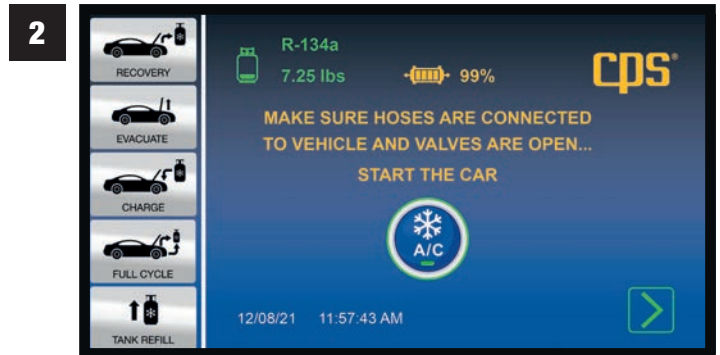 2
RECOVERY
EVACUATE
CHARGE
FULL CYCLE
TANK REFILL
R-134a
7.25 lbs
99%
cps®
MAKE SURE HOSES ARE CONNECTED
TO VEHICLE AND VALVES ARE OPEN...
START THE CAR
A/C
12/08/21 11:57:43 AM